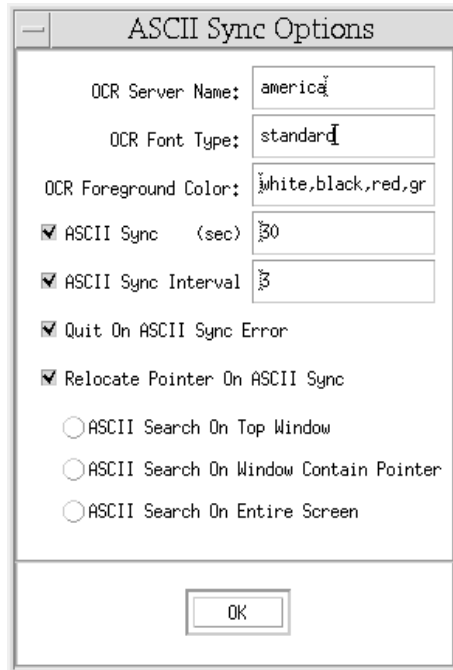 ASCII Sync Options
OCR Server Name: america
OCR Font Type: standard
OCR Foreground Color: white,black,red,gr
ASCII Sync (sec) 30
ASCII Sync Interval 3
Quit On ASCII Sync Error
Relocate Pointer On ASCII Sync
ASCII Search On Top Window
ASCII Search On Window Contain Pointer
ASCII Search On Entire Screen
OK